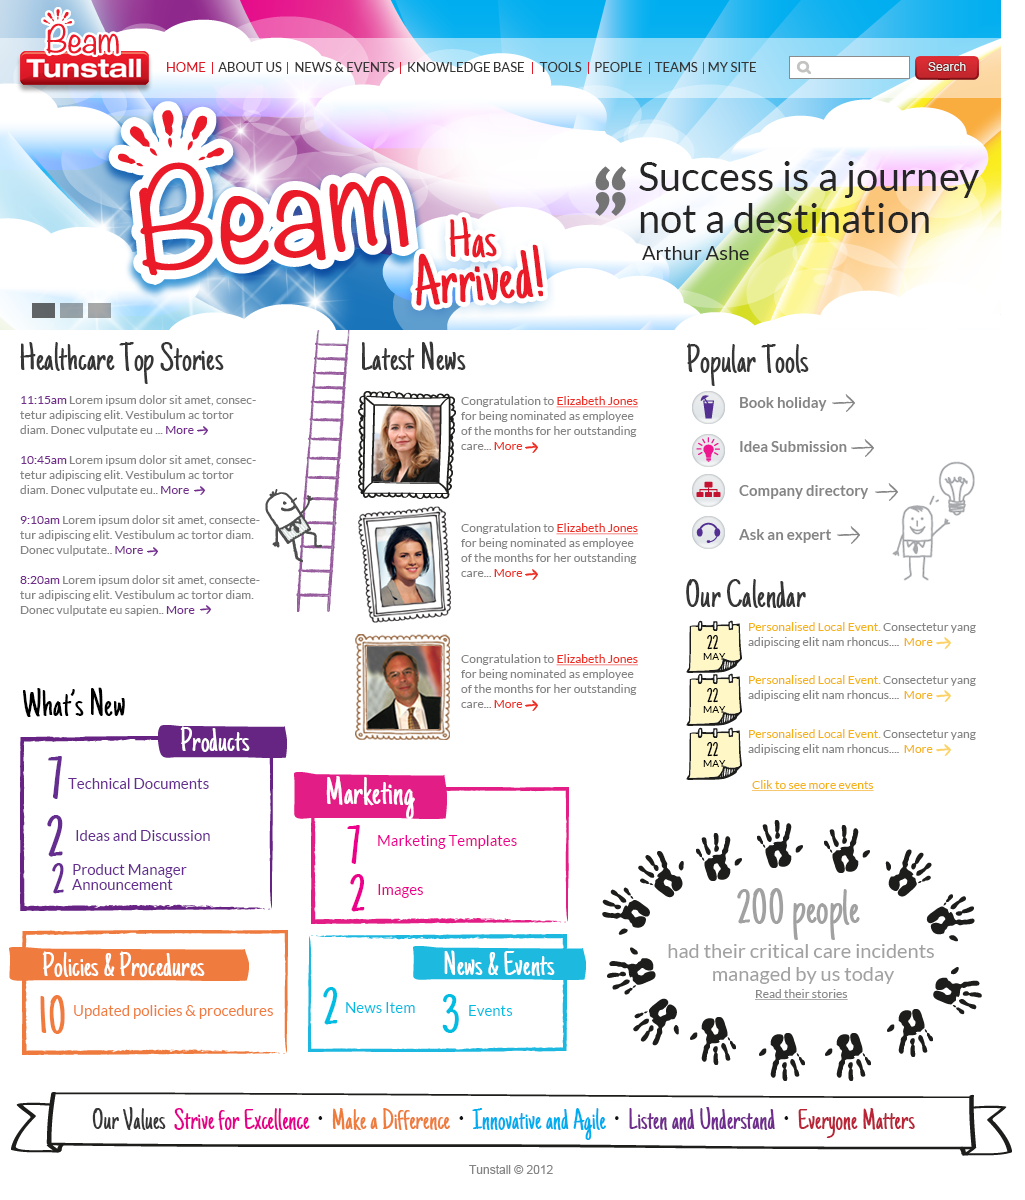 Beam
Tunstall
HOME | ABOUT US | NEWS & EVENTS | KNOWLEDGE BASE | TOOLS | PEOPLE | TEAMS | MY SITE
Search
Beam
Has
Arrived!
Success is a journey
not a destination
Arthur Ashe
Healthcare Top Stories
11:15am Lorem ipsum dolor sit amet, consec-
tetur adipiscing elit. Vestibulum ac tortor
diam. Donec vulputate eu ... More
10:45am Lorem ipsum dolor sit amet, consec-
tetur adipiscing elit. Vestibulum ac tortor
diam. Donec vulputate eu.. More
9:10am Lorem ipsum dolor sit amet, consecte-
tur adipiscing elit. Vestibulum ac tortor diam.
Donec vulputate.. More
8:20am Lorem ipsum dolor sit amet, consecte-
tur adipiscing elit. Vestibulum ac tortor diam.
Donec vulputate eu sapien.. More
Latest News
Congratulation to Elizabeth Jones
for being nominated as employee
of the months for her outstanding
care... More
Congratulation to Elizabeth Jones
for being nominated as employee
of the months for her outstanding
care... More
Congratulation to Elizabeth Jones
for being nominated as employee
of the months for her outstanding
care... More
Popular Tools
Book holiday
Idea Submission
Company directory
Ask an expert
Our Calendar
22
MAY
Personalised Local Event. Consectetur yang
adipiscing elit nam rhoncus.... More
22
MAY
Personalised Local Event. Consectetur yang
adipiscing elit nam rhoncus.... More
22
MAY
Personalised Local Event. Consectetur yang
adipiscing elit nam rhoncus.... More
Clik to see more events
What's New
Products
7 Technical Documents
2 Ideas and Discussion
2 Product Manager
Announcement
Marketing
7 Marketing Templates
2 Images
Policies & Procedures
10 Updated policies & procedures
News & Events
2 News Item
3 Events
200 people
had their critical care incidents
managed by us today
Read their stories
Our Values Strive for Excellence • Make a Difference • Innovative and Agile • Listen and Understand • Everyone Matters
Tunstall © 2012